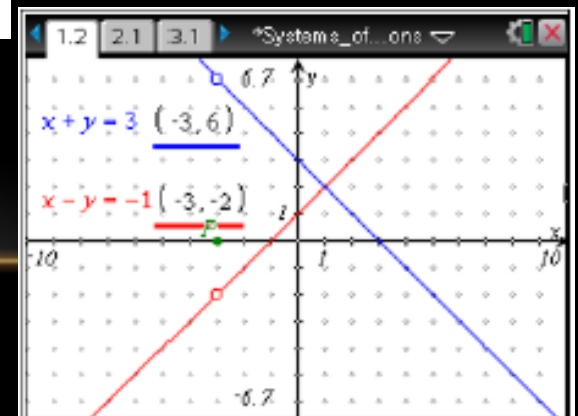 1.2 2.1 3.1 *Systems_of...ons
6.7 y
x + y = 3 (-3, 6)
x - y = -1 (-3, -2)
P
1
-10 1 x 10
-6.7